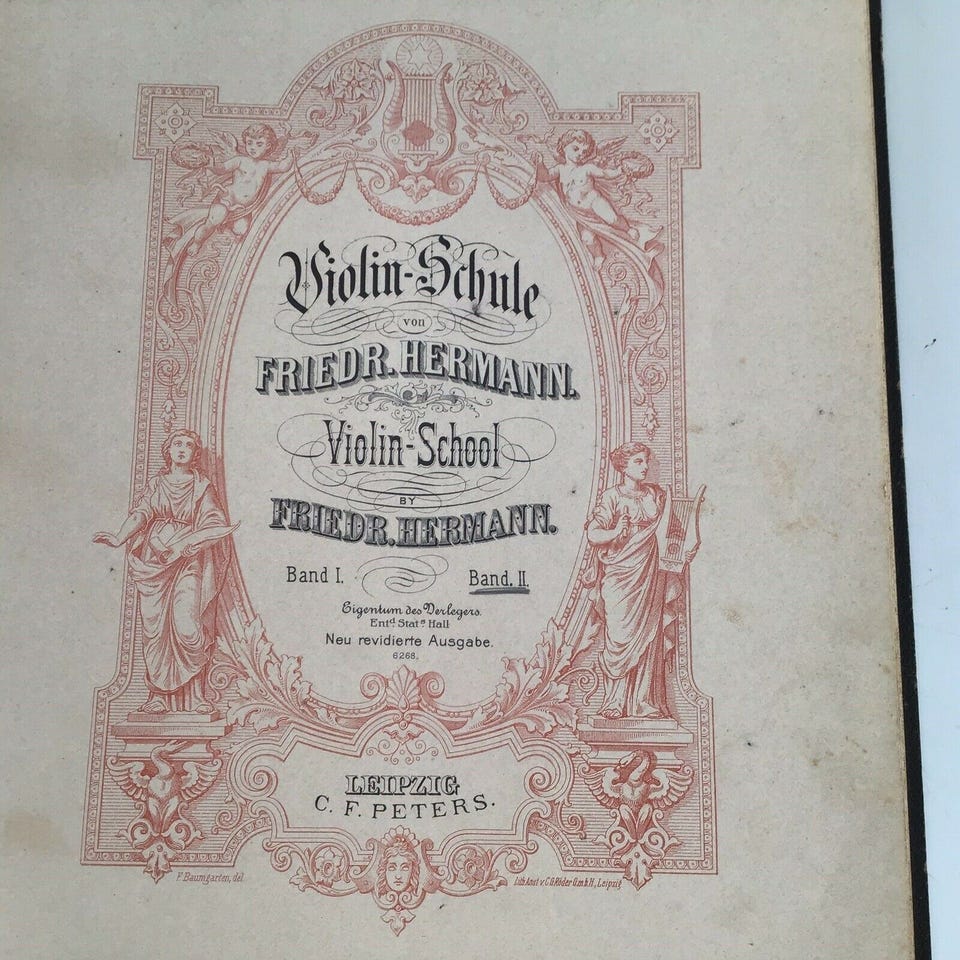 Violin-Schule
von
FRIEDR. HERMANN.
Violin-School
BY
FRIEDR. HERMANN.
Band I. Band. II.
Eigentum des Verlegers.
Entd. Stats. Hall
Neu revidierte Ausgabe.
6268.
LEIPZIG
C. F. PETERS.
F. Baumgarten, del. Lith. Anst. v. C. G. Röder G.m.b.H., Leipzig